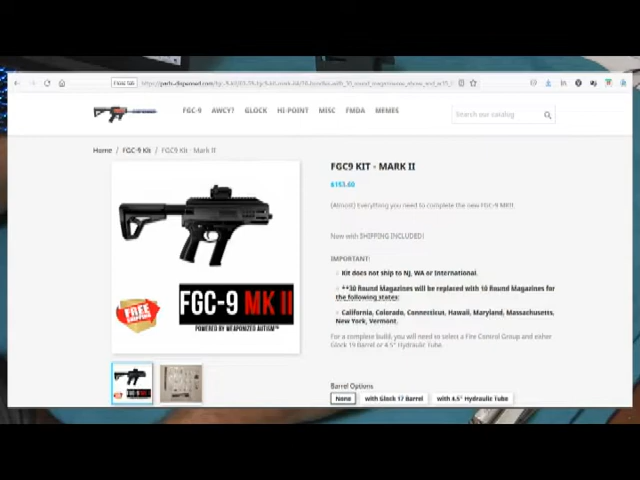 FGC-9 AWCY? GLOCK HI-POINT MISC FMDA MEMES
Search our catalog
Home / FGC-9 Kit / FGC9 Kit - Mark II
FGC9 KIT - MARK II
(Almost) Everything you need to complete the new FGC-9 MKII!
Now with SHIPPING INCLUDED!
IMPORTANT:
Kit does not ship to NJ, WA or International.
**30 Round Magazines will be replaced with 10 Round Magazines for
the following states:
California, Colorado, Connecticut, Hawaii, Maryland, Massachusetts,
New York, Vermont.
For a complete build, you will need to select a Fire Control Group and either
Glock 19 Barrel or 4.5" Hydraulic Tube.
FREE
SHIPPING
FGC-9 MK II
POWERED BY WEAPONIZED AUTISM™
Barrel Options
None with Glock 17 Barrel with 4.5" Hydraulic Tube